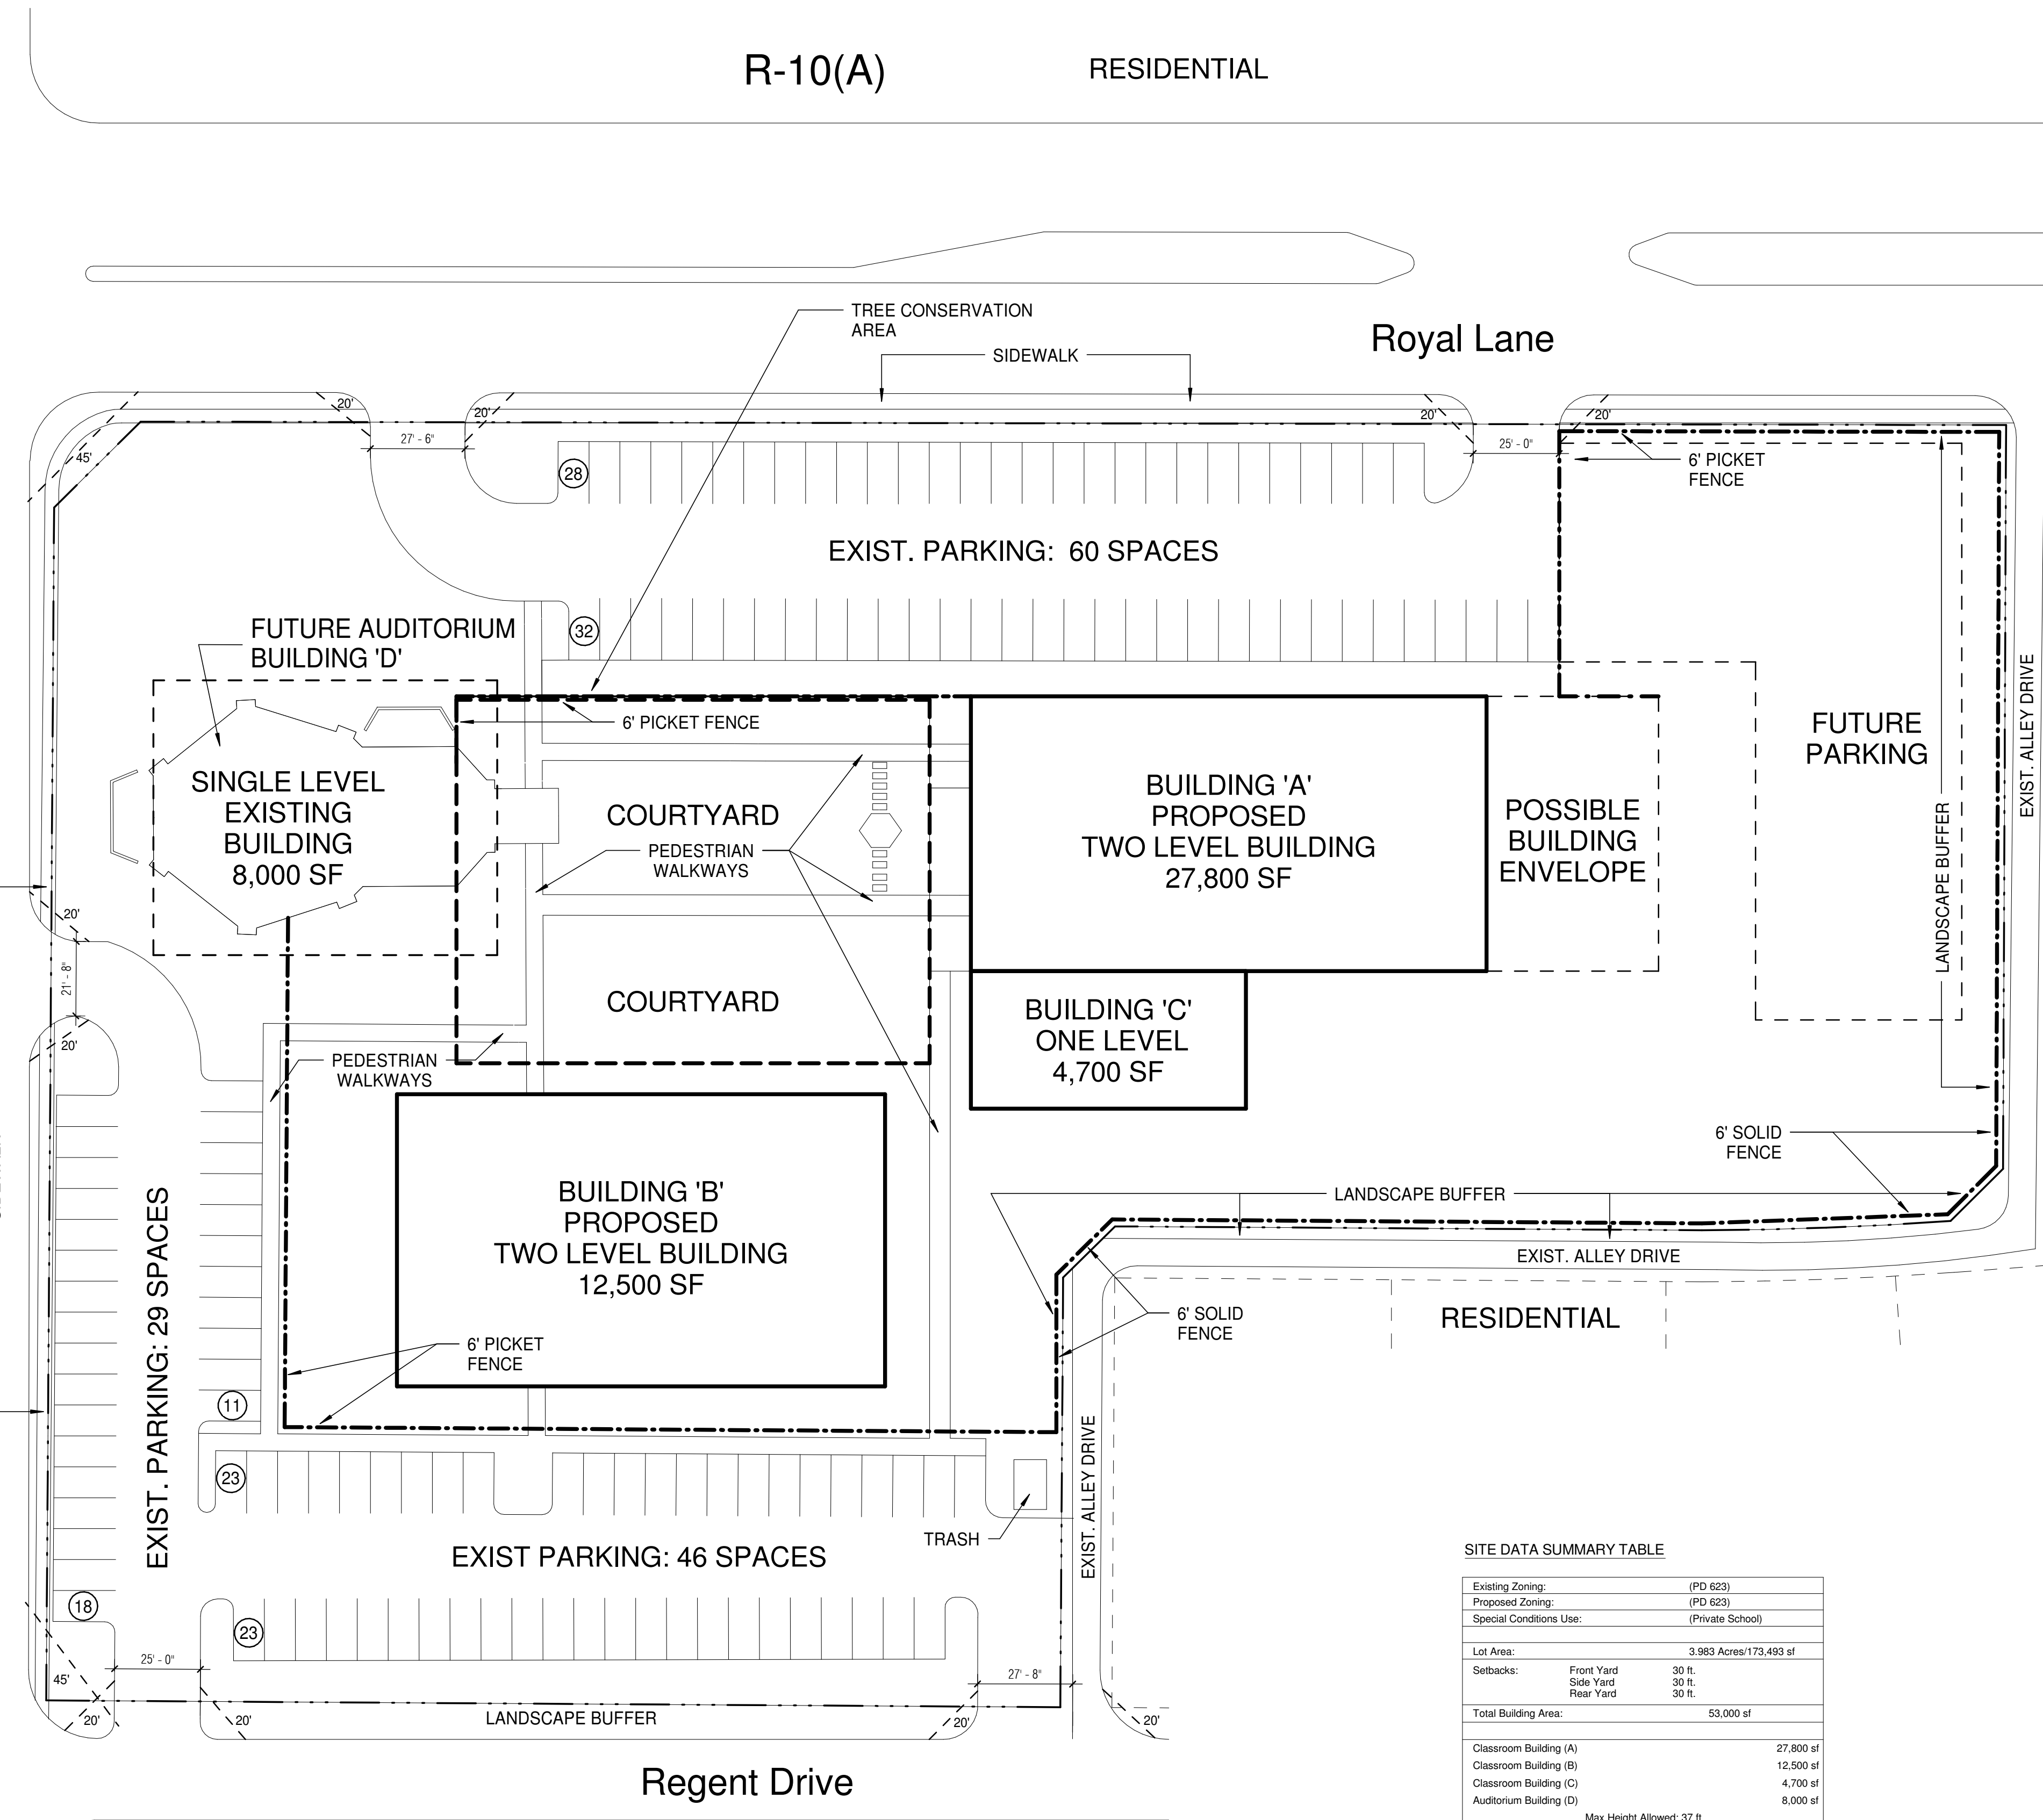 R-10(A)
RESIDENTIAL
TREE CONSERVATION
AREA
SIDEWALK
Royal Lane
20'
20'
20'
20'
27' - 6"
25' - 0"
45'
28
6' PICKET
FENCE
EXIST. PARKING:  60 SPACES
32
FUTURE AUDITORIUM
BUILDING 'D'
6' PICKET FENCE
SINGLE LEVEL
EXISTING
BUILDING
8,000 SF
COURTYARD
PEDESTRIAN
WALKWAYS
BUILDING 'A'
PROPOSED
TWO LEVEL BUILDING
27,800 SF
POSSIBLE
BUILDING
ENVELOPE
FUTURE
PARKING
LANDSCAPE BUFFER
EXIST. ALLEY DRIVE
20'
21' - 8"
20'
COURTYARD
BUILDING 'C'
ONE LEVEL
4,700 SF
PEDESTRIAN
WALKWAYS
6' SOLID
FENCE
BUILDING 'B'
PROPOSED
TWO LEVEL BUILDING
12,500 SF
LANDSCAPE BUFFER
EXIST. ALLEY DRIVE
RESIDENTIAL
6' SOLID
FENCE
6' PICKET
FENCE
EXIST. PARKING: 29 SPACES
11
23
EXIST. ALLEY DRIVE
TRASH
EXIST PARKING: 46 SPACES
18
23
25' - 0"
27' - 8"
45'
20'
20'
LANDSCAPE BUFFER
20'
20'
Regent Drive
SITE DATA SUMMARY TABLE
Existing Zoning: (PD 623)
Proposed Zoning: (PD 623)
Special Conditions Use: (Private School)
Lot Area: 3.983 Acres/173,493 sf
Setbacks: Front Yard 30 ft.
Side Yard 30 ft.
Rear Yard 30 ft.
Total Building Area: 53,000 sf
Classroom Building (A) 27,800 sf
Classroom Building (B) 12,500 sf
Classroom Building (C) 4,700 sf
Auditorium Building (D) 8,000 sf
Max Height Allowed: 37 ft.